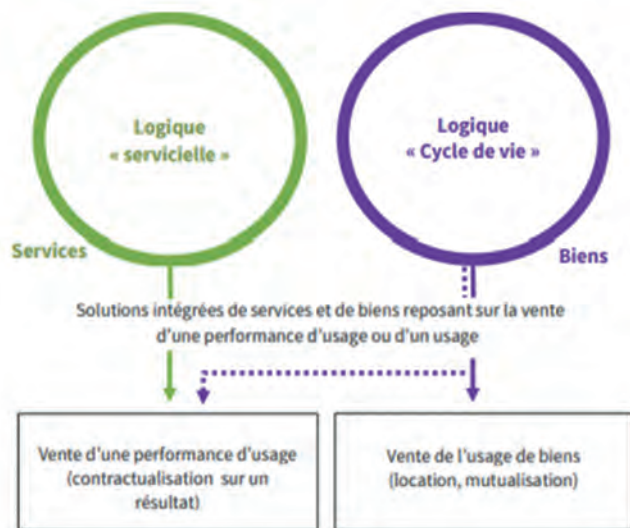 Logique
« servicielle »
Logique
« Cycle de vie »
Services
Biens
Solutions intégrées de services et de biens reposant sur la vente
d'une performance d'usage ou d'un usage
Vente d'une performance d'usage
(contractualisation sur un
résultat)
Vente de l'usage de biens
(location, mutualisation)